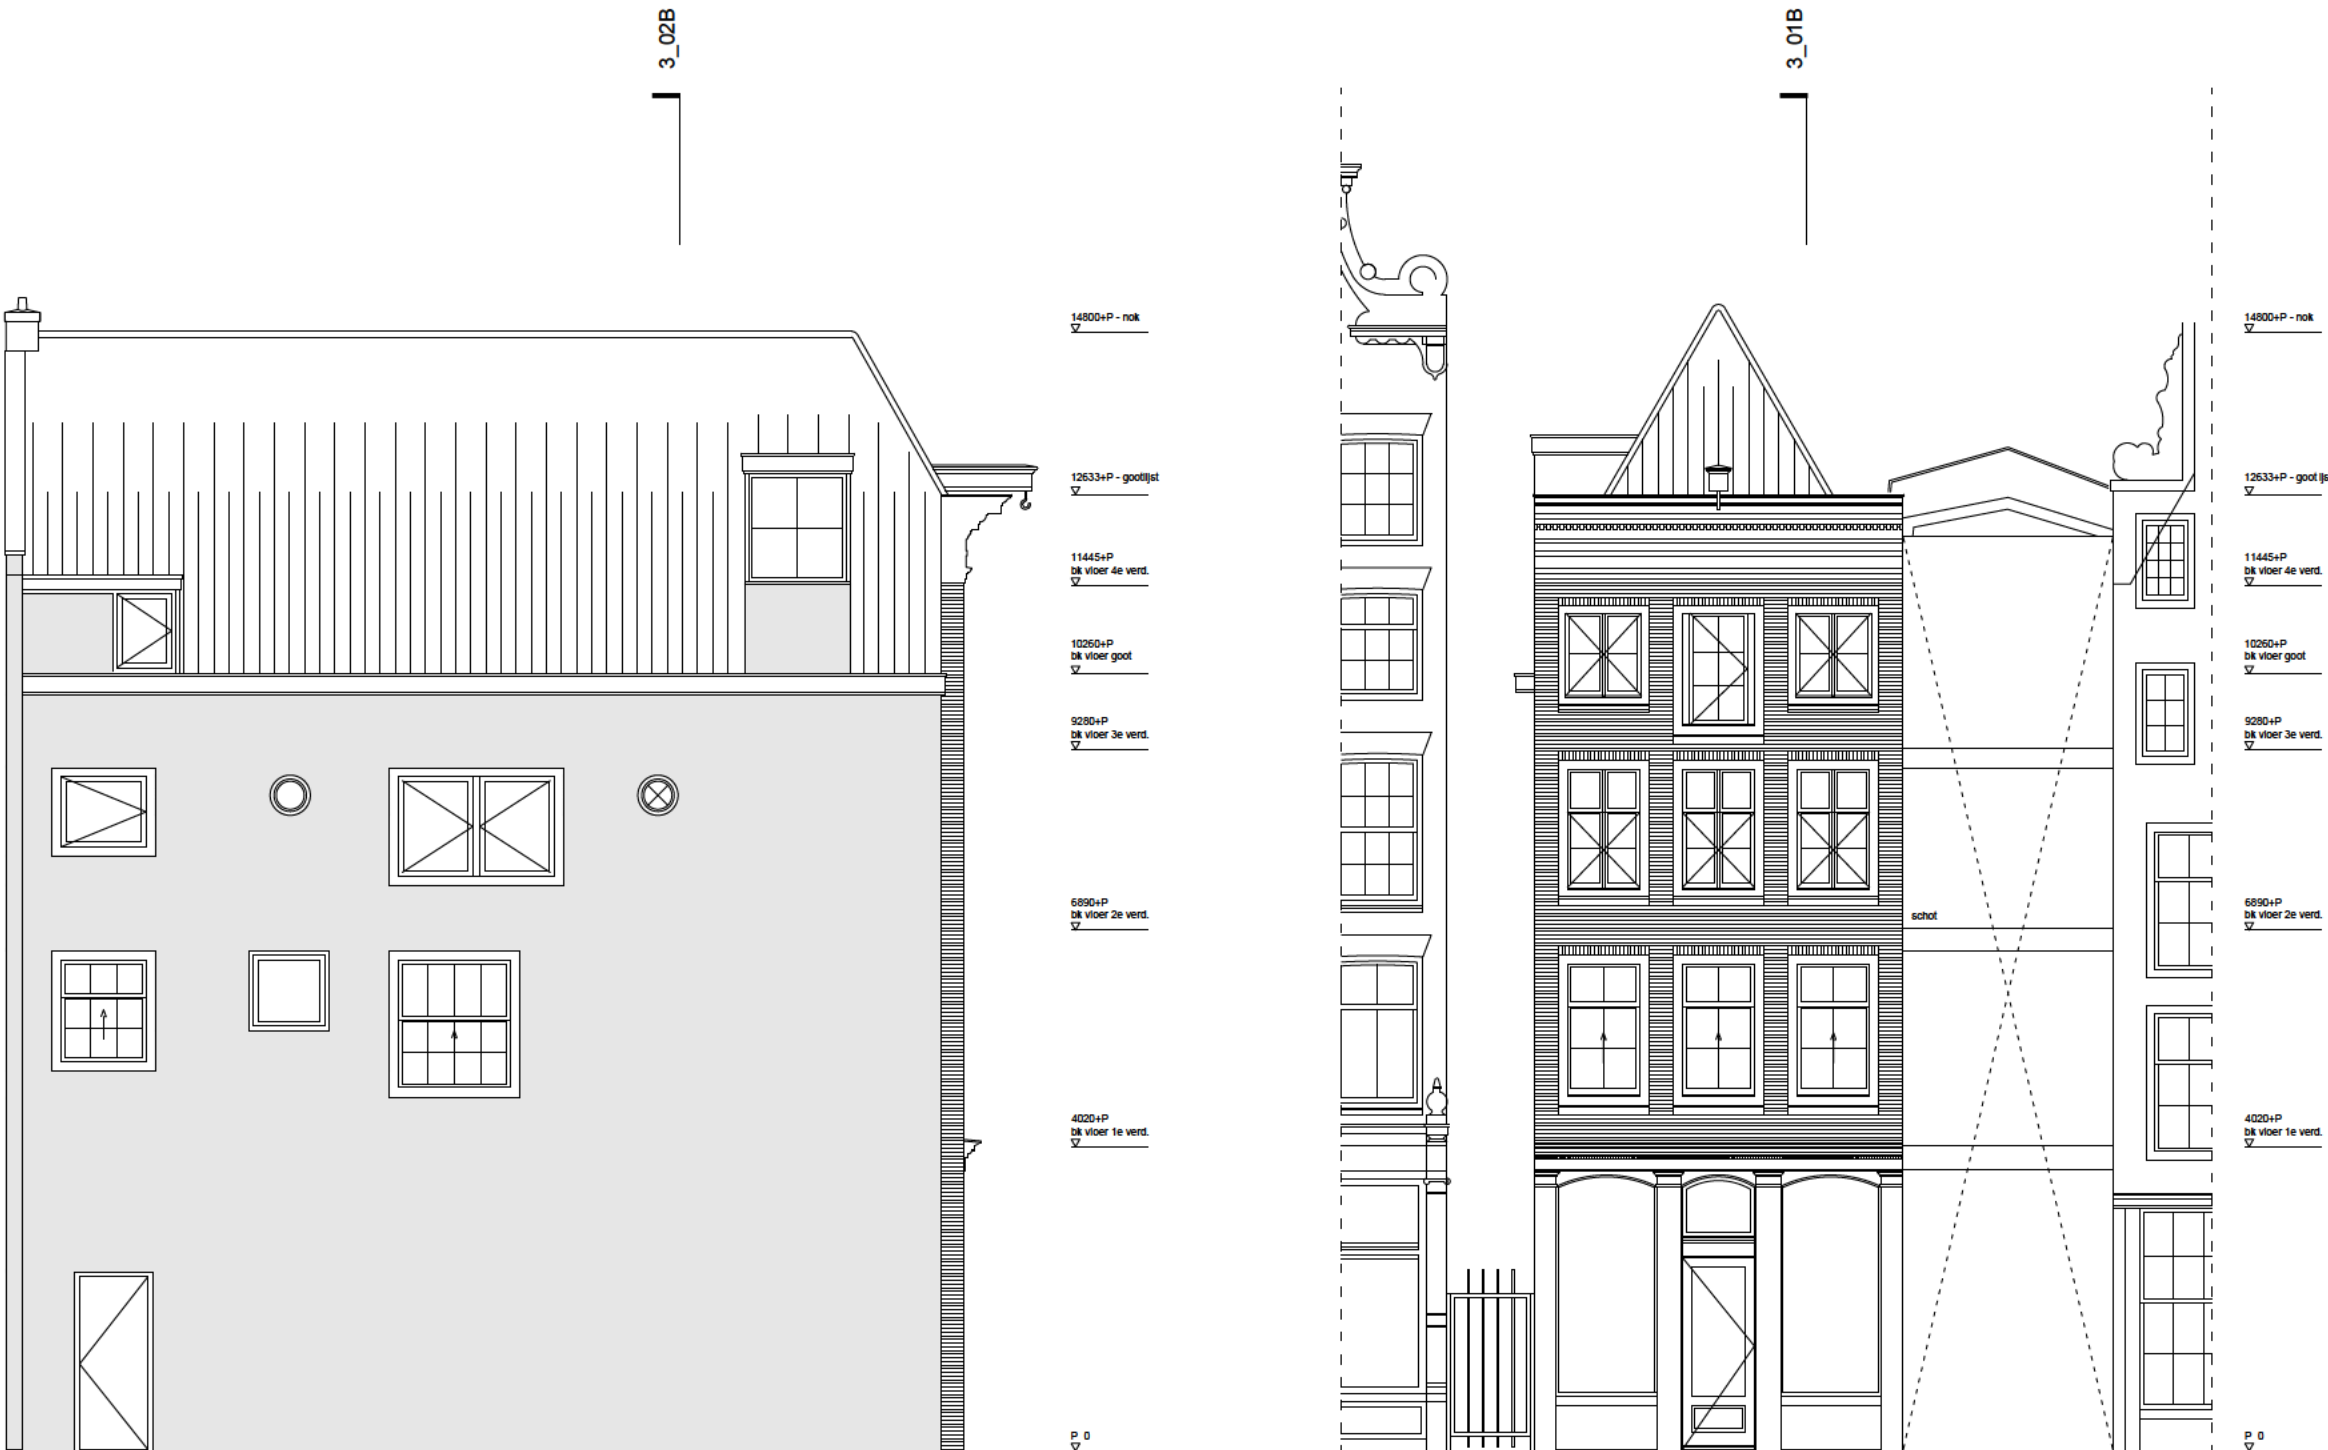 3_02B
3_01B
14800+P - nok
12633+P - gootlijst
11445+P
bk vloer 4e verd.
10260+P
bk vloer goot
9280+P
bk vloer 3e verd.
6890+P
bk vloer 2e verd.
4020+P
bk vloer 1e verd.
P 0
schot
14800+P - nok
12633+P - gootlijs
11445+P
bk vloer 4e verd.
10260+P
bk vloer goot
9280+P
bk vloer 3e verd.
6890+P
bk vloer 2e verd.
4020+P
bk vloer 1e verd.
P 0